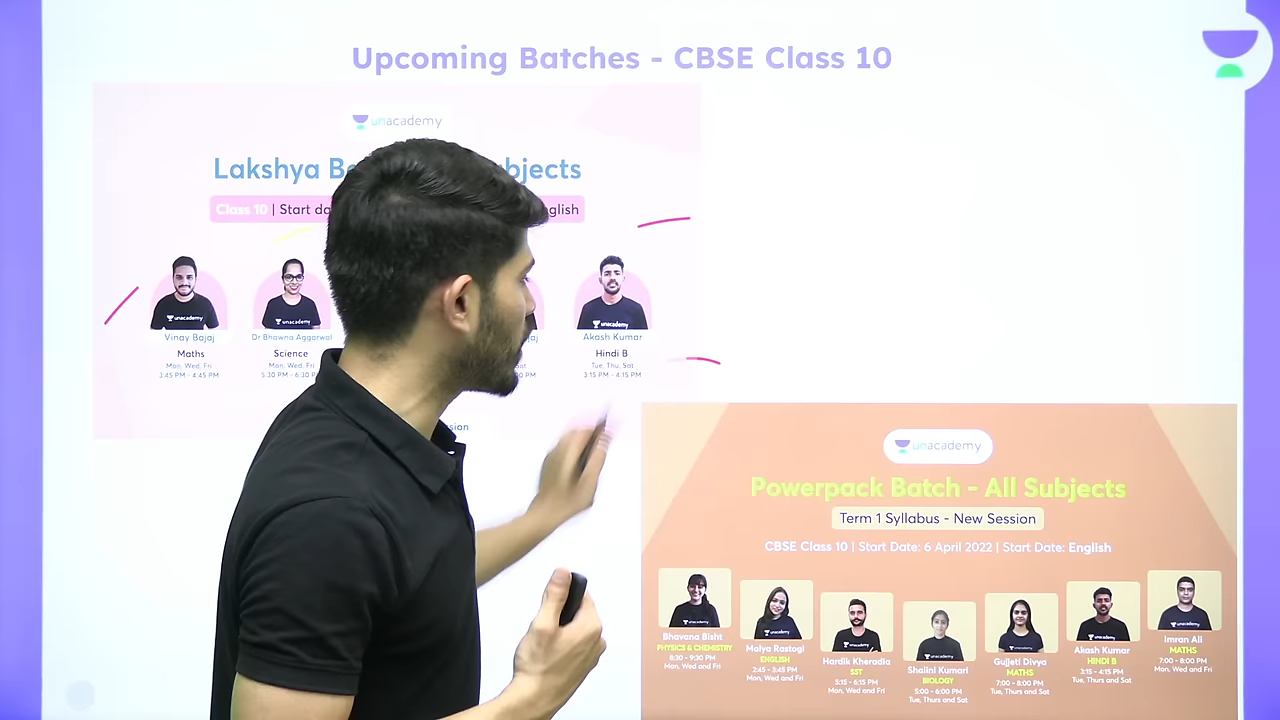 Upcoming Batches - CBSE Class 10
unacademy
Lakshya
Class 10 | Start
Vinay Bajaj
Maths
Mon, Wed, Fri
3:45 PM - 4:45 PM
Dr Bhawna Aggarwal
Science
Mon, Wed, Fri
Akash Kumar
Hindi B
Tue, Thu, Sat
3:15 PM - 4:15 PM
unacademy
Powerpack Batch - All Subjects
Term 1 Syllabus - New Session
CBSE Class 10 | Start Date: 6 April 2022 | Start Date: English
Bhavana Bisht
PHYSICS & CHEMISTRY
8:30 - 9:30 PM
Mon, Wed and Fri
Maiya Rastogi
ENGLISH
2:45 - 3:45 PM
Mon, Wed and Fri
Hardik Kheradia
SST
5:15 - 6:15 PM
Mon, Wed and Fri
Shalini Kumari
BIOLOGY
5:00 - 6:00 PM
Tue, Thurs and Sat
Gujjeti Divya
MATHS
7:00 - 8:00 PM
Tue, Thurs and Sat
Akash Kumar
HINDI B
3:15 - 4:15 PM
Tue, Thurs and Sat
Imran Ali
MATHS
7:00 - 8:00 PM
Mon, Wed and Fri